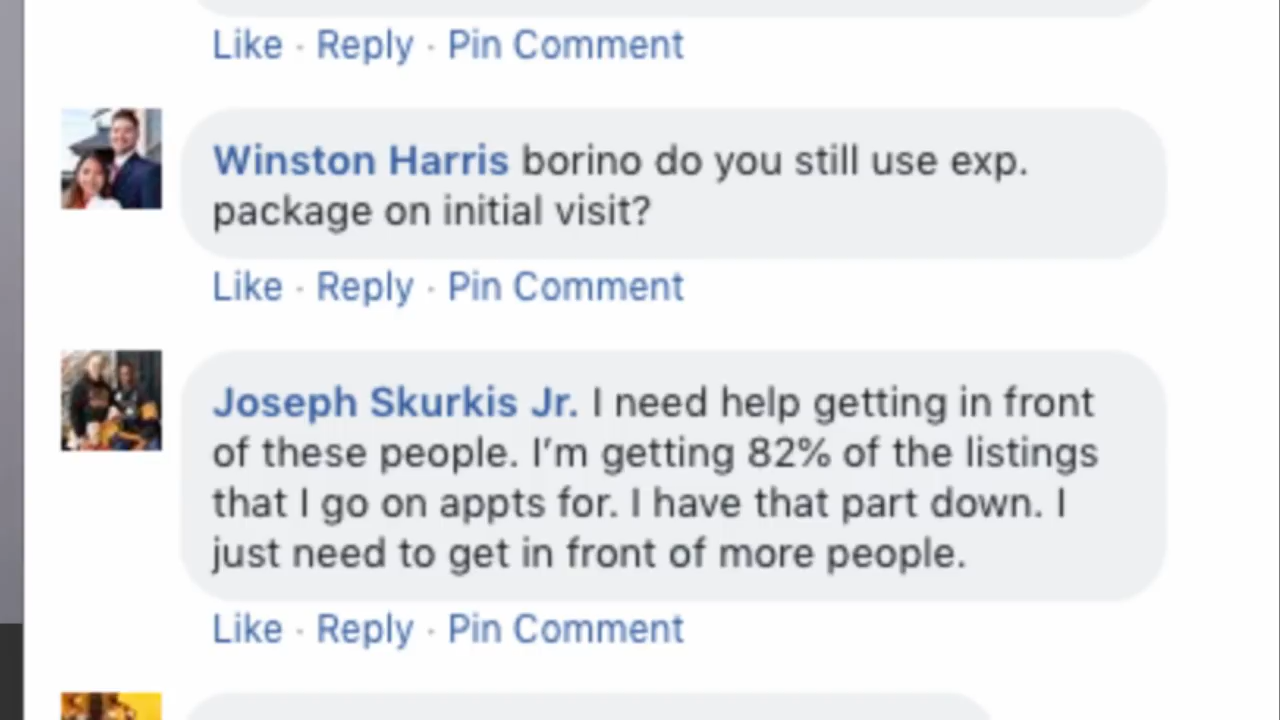 Like · Reply · Pin Comment
Winston Harris borino do you still use exp.
package on initial visit?
Like · Reply · Pin Comment
Joseph Skurkis Jr. I need help getting in front
of these people. I’m getting 82% of the listings
that I go on appts for. I have that part down. I
just need to get in front of more people.
Like · Reply · Pin Comment